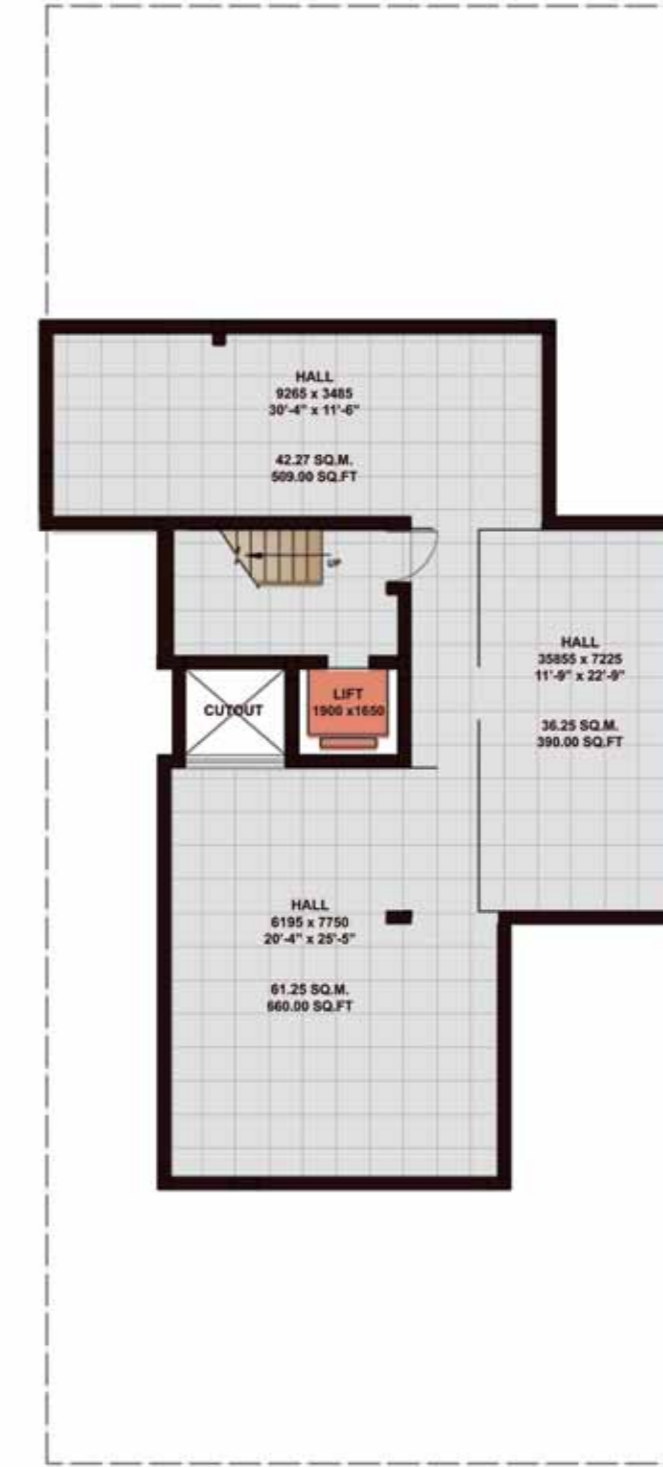 HALL
9265 x 3485
30'-4" x 11'-6"
42.27 SQ.M.
509.00 SQ.FT
UP
HALL
35855 x 7225
11'-9" x 22'-9"
36.25 SQ.M.
390.00 SQ.FT
LIFT
1900 x1650
CUTOUT
HALL
6195 x 7750
20'-4" x 25'-5"
61.25 SQ.M.
660.00 SQ.FT